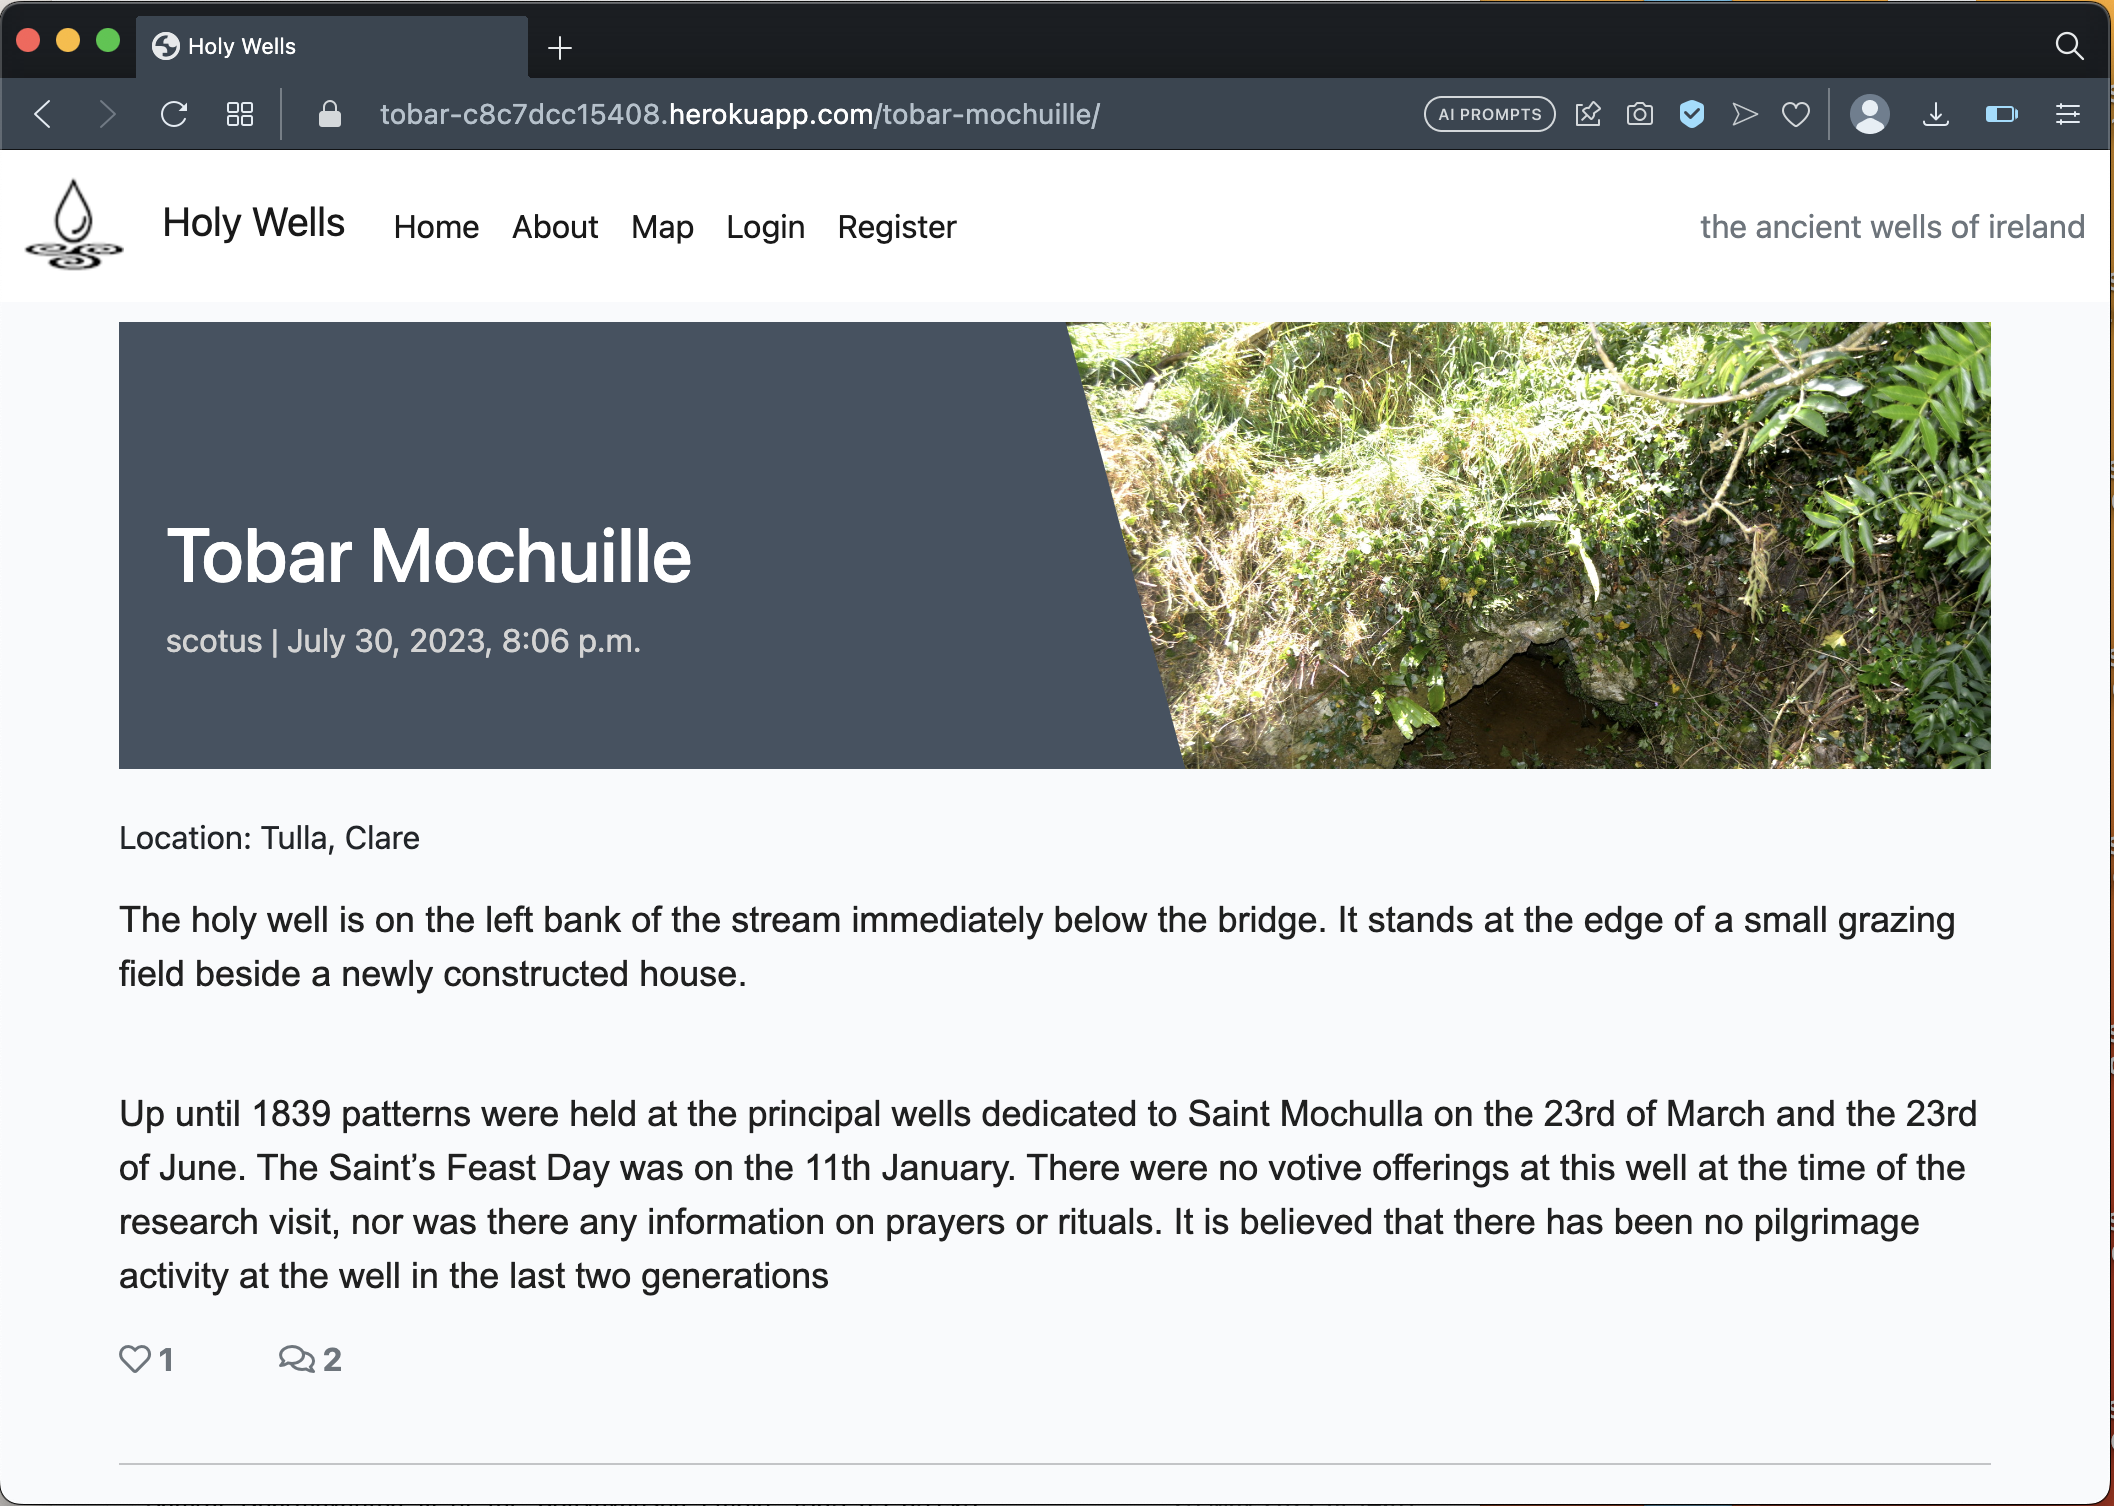 Holy Wells
tobar-c8c7dcc15408.herokuapp.com/tobar-mochuille/
AI PROMPTS
Holy Wells
Home About Map Login Register
the ancient wells of ireland
Tobar Mochuille
scotus | July 30, 2023, 8:06 p.m.
Location: Tulla, Clare
The holy well is on the left bank of the stream immediately below the bridge. It stands at the edge of a small grazing
field beside a newly constructed house.
Up until 1839 patterns were held at the principal wells dedicated to Saint Mochulla on the 23rd of March and the 23rd
of June. The Saint’s Feast Day was on the 11th January. There were no votive offerings at this well at the time of the
research visit, nor was there any information on prayers or rituals. It is believed that there has been no pilgrimage
activity at the well in the last two generations
1 2